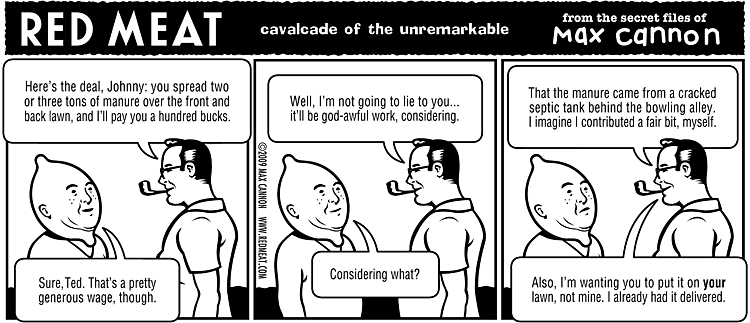 RED MEAT
cavalcade of the unremarkable
from the secret files of
Max cannon
Here's the deal, Johnny: you spread two
or three tons of manure over the front and
back lawn, and I'll pay you a hundred bucks.
Sure, Ted. That's a pretty
generous wage, though.
©2009 MAX CANNON WWW.REDMEAT.COM
Well, I'm not going to lie to you...
it'll be god-awful work, considering.
Considering what?
That the manure came from a cracked
septic tank behind the bowling alley.
I imagine I contributed a fair bit, myself.
Also, I'm wanting you to put it on your
lawn, not mine. I already had it delivered.